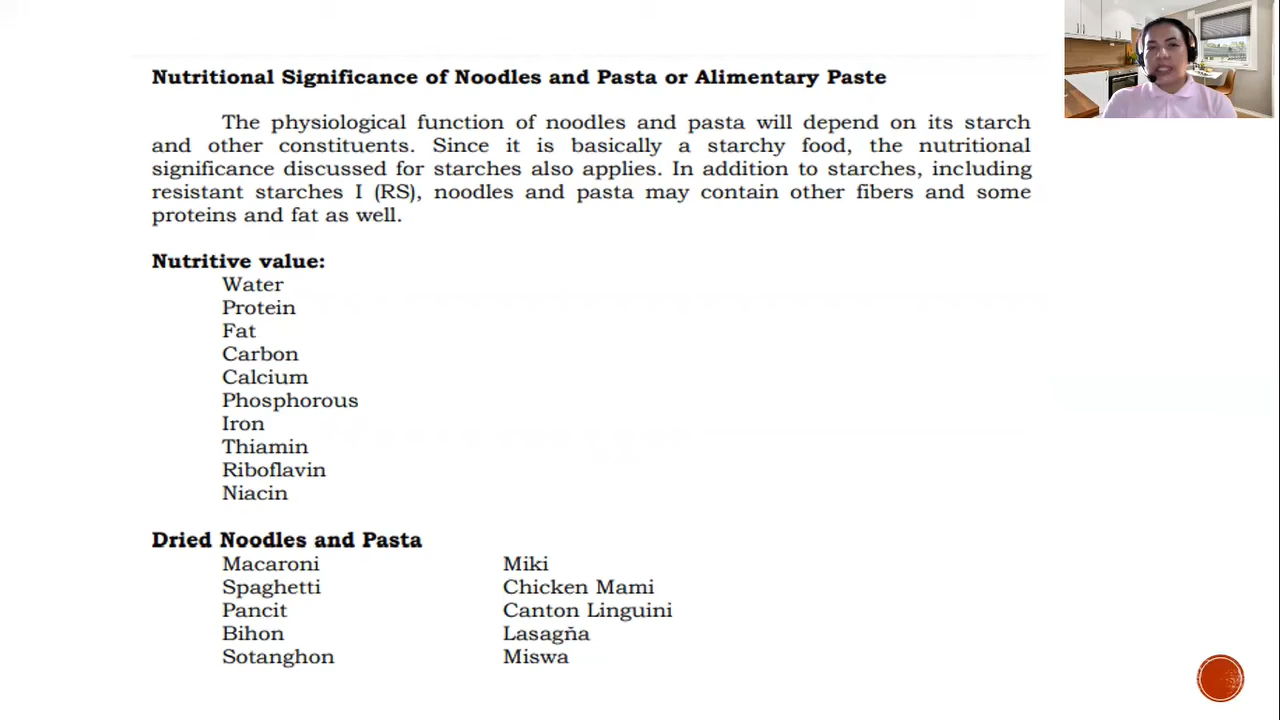 Nutritional Significance of Noodles and Pasta or Alimentary Paste
The physiological function of noodles and pasta will depend on its starch
and other constituents. Since it is basically a starchy food, the nutritional
significance discussed for starches also applies. In addition to starches, including
resistant starches I (RS), noodles and pasta may contain other fibers and some
proteins and fat as well.
Nutritive value:
Water
Protein
Fat
Carbon
Calcium
Phosphorous
Iron
Thiamin
Riboflavin
Niacin
Dried Noodles and Pasta
Macaroni
Spaghetti
Pancit
Bihon
Sotanghon
Miki
Chicken Mami
Canton Linguini
Lasagña
Miswa